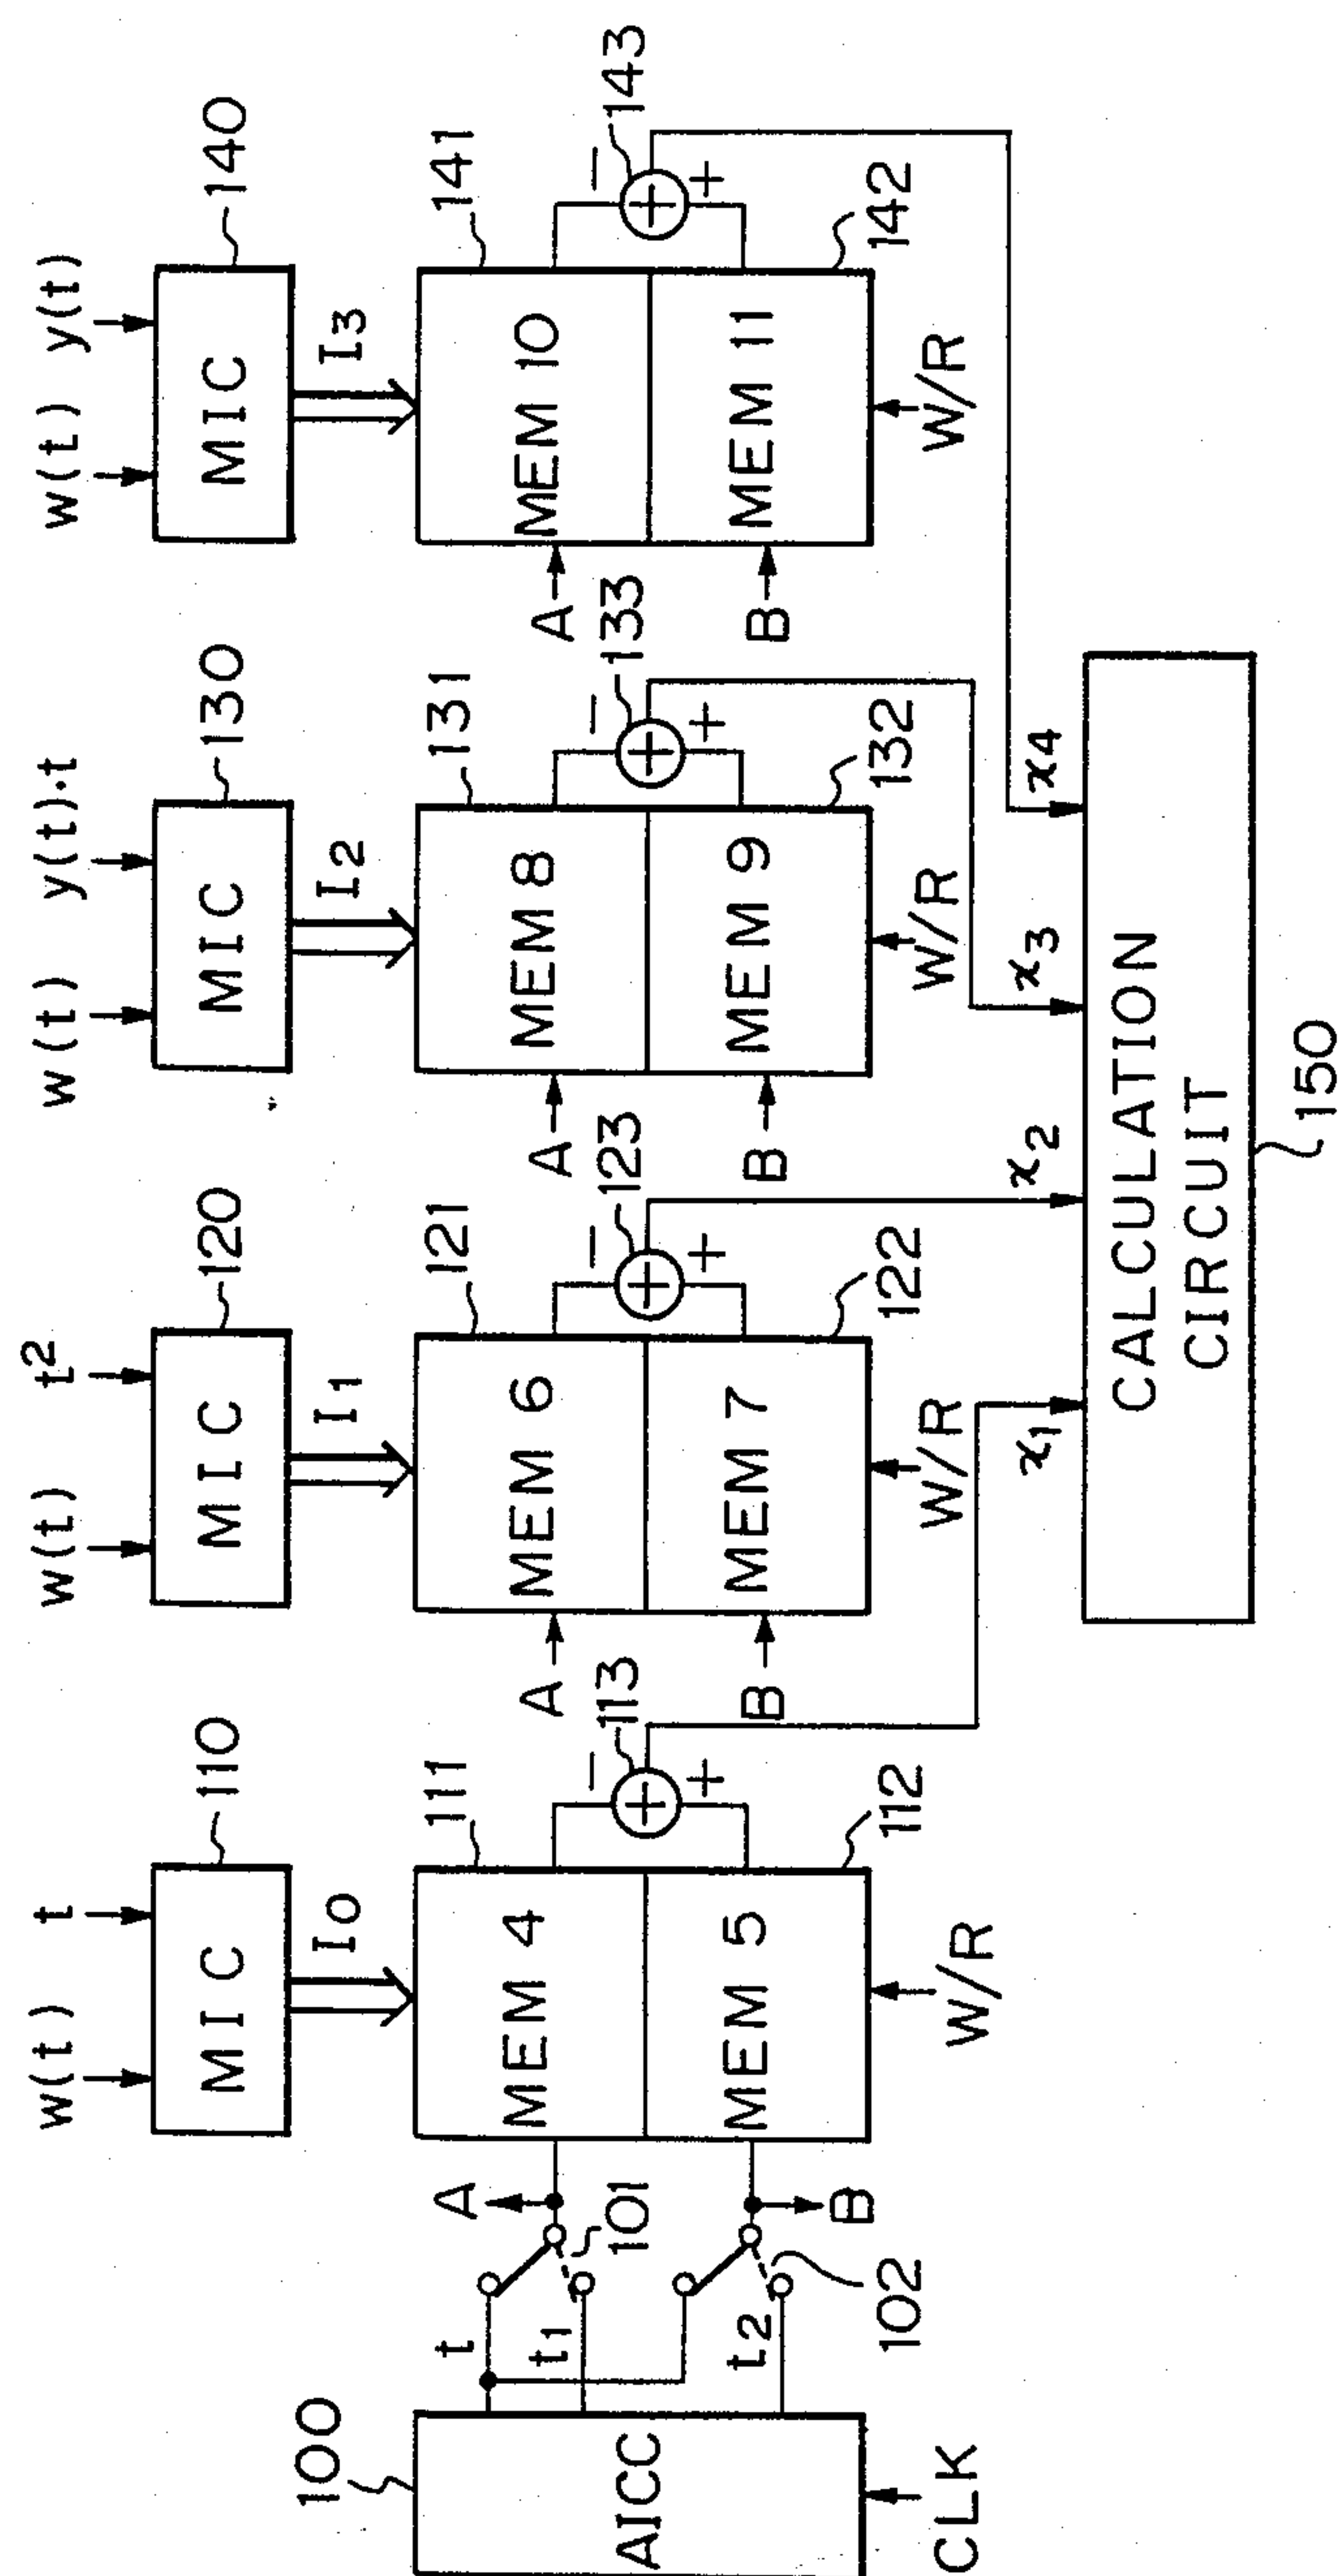 w(t) t
w(t) t2
w(t) y(t)·t
w(t) y(t)
MIC 110
MIC 120
MIC 130
MIC 140
I0
I1
I2
I3
100
AICC
CLK
t
t1
t2
A
B
101
102
MEM 4 111
MEM 5 112
W/R
113
− +
A
B
MEM 6 121
MEM 7 122
W/R
123
− +
A
B
MEM 8 131
MEM 9 132
W/R
133
− +
A
B
MEM 10 141
MEM 11 142
W/R
143
− +
x1
x2
x3
x4
CALCULATION
CIRCUIT
150